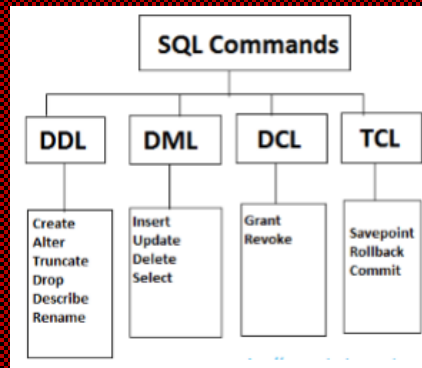 SQL Commands
DDL
DML
DCL
TCL
Create
Alter
Truncate
Drop
Describe
Rename
Insert
Update
Delete
Select
Grant
Revoke
Savepoint
Rollback
Commit